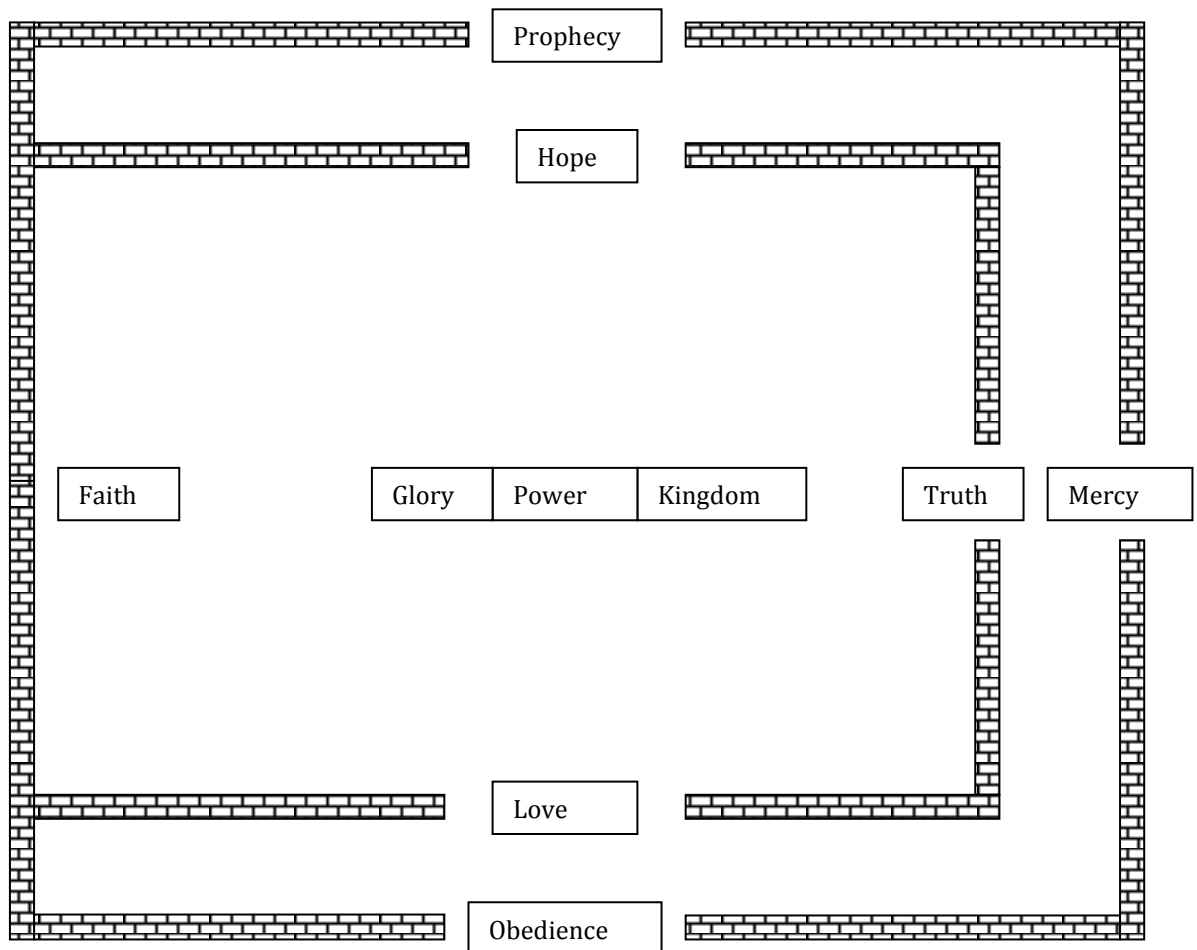 Prophecy
Hope
Faith
Glory
Power
Kingdom
Truth
Mercy
Love
Obedience